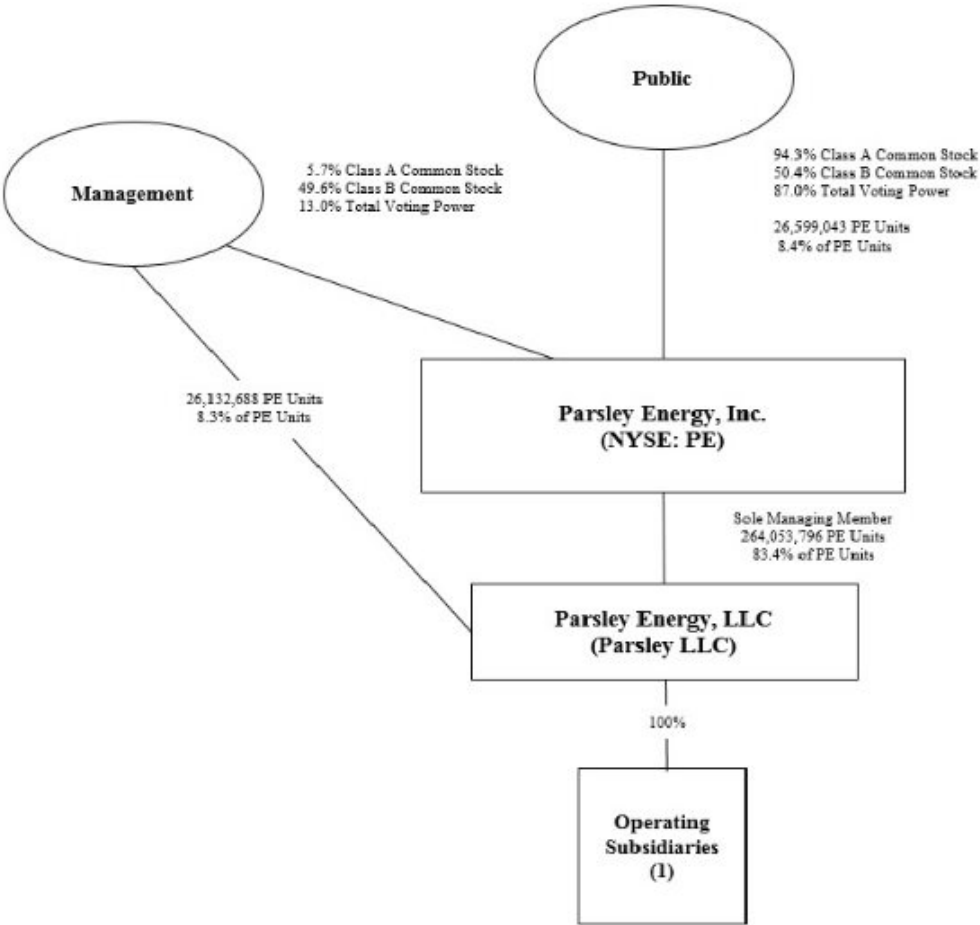 Public
94.3% Class A Common Stock
50.4% Class B Common Stock
87.0% Total Voting Power
26,599,043 PE Units
8.4% of PE Units
Management
5.7% Class A Common Stock
49.6% Class B Common Stock
13.0% Total Voting Power
26,132,688 PE Units
8.3% of PE Units
Parsley Energy, Inc.
(NYSE: PE)
Sole Managing Member
264,053,796 PE Units
83.4% of PE Units
Parsley Energy, LLC
(Parsley LLC)
100%
Operating
Subsidiaries
(1)